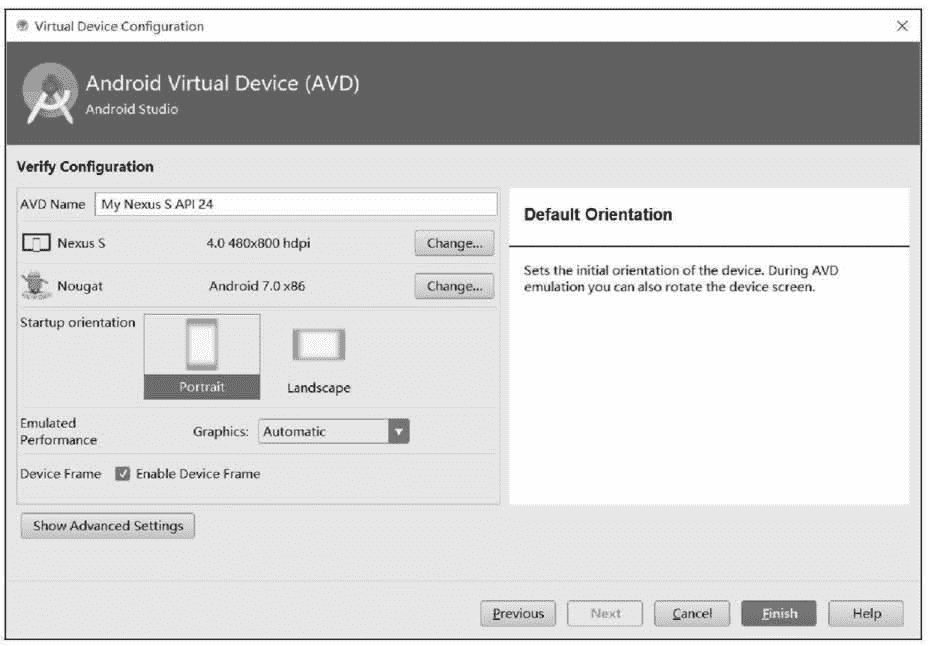 Virtual Device Configuration
Android Virtual Device (AVD)
Android Studio
Verify Configuration
AVD Name My Nexus S API 24
Nexus S 4.0 480x800 hdpi Change...
Nougat Android 7.0 x86 Change...
Startup orientation
Portrait
Landscape
Emulated
Performance
Graphics: Automatic
Device Frame Enable Device Frame
Show Advanced Settings
Default Orientation
Sets the initial orientation of the device. During AVD
emulation you can also rotate the device screen.
Previous Next Cancel Finish Help